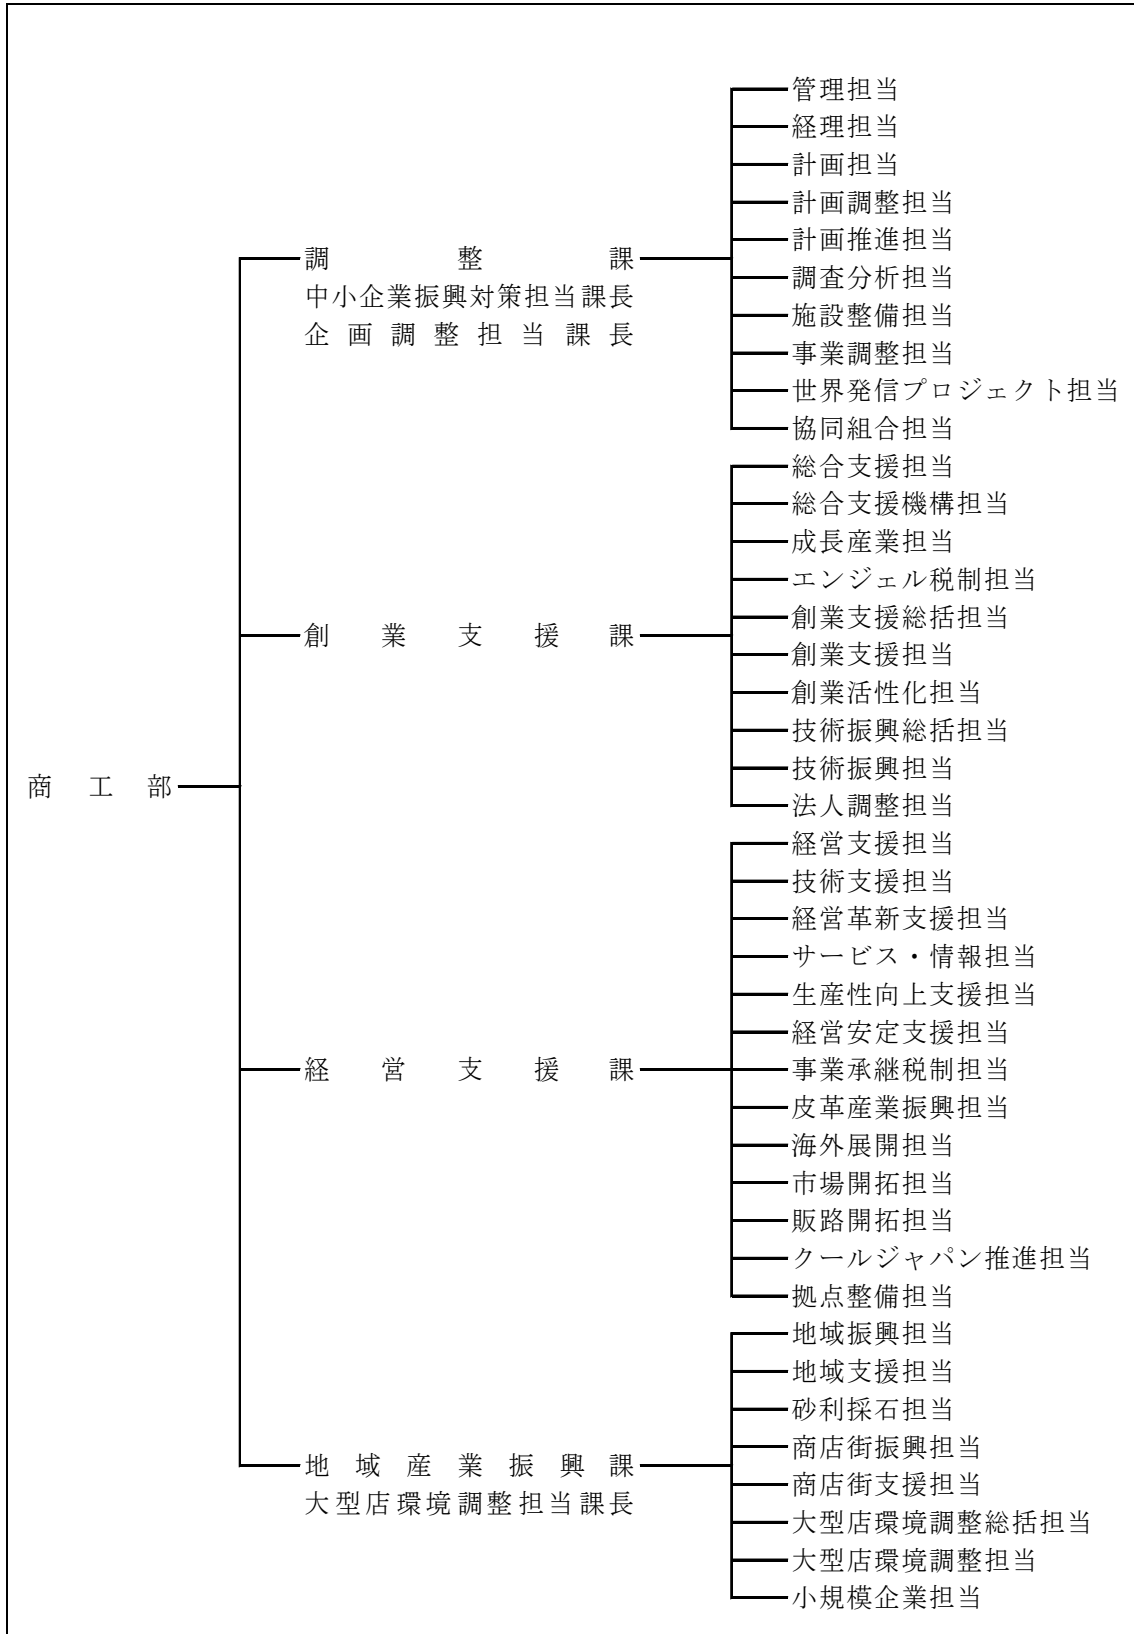 商工部
調整課
中小企業振興対策担当課長
企画調整担当課長
管理担当
経理担当
計画担当
計画調整担当
計画推進担当
調査分析担当
施設整備担当
事業調整担当
世界発信プロジェクト担当
協同組合担当
創業支援課
総合支援担当
総合支援機構担当
成長産業担当
エンジェル税制担当
創業支援総括担当
創業支援担当
創業活性化担当
技術振興総括担当
技術振興担当
法人調整担当
経営支援課
経営支援担当
技術支援担当
経営革新支援担当
サービス・情報担当
生産性向上支援担当
経営安定支援担当
事業承継税制担当
皮革産業振興担当
海外展開担当
市場開拓担当
販路開拓担当
クールジャパン推進担当
拠点整備担当
地域産業振興課
大型店環境調整担当課長
地域振興担当
地域支援担当
砂利採石担当
商店街振興担当
商店街支援担当
大型店環境調整総括担当
大型店環境調整担当
小規模企業担当